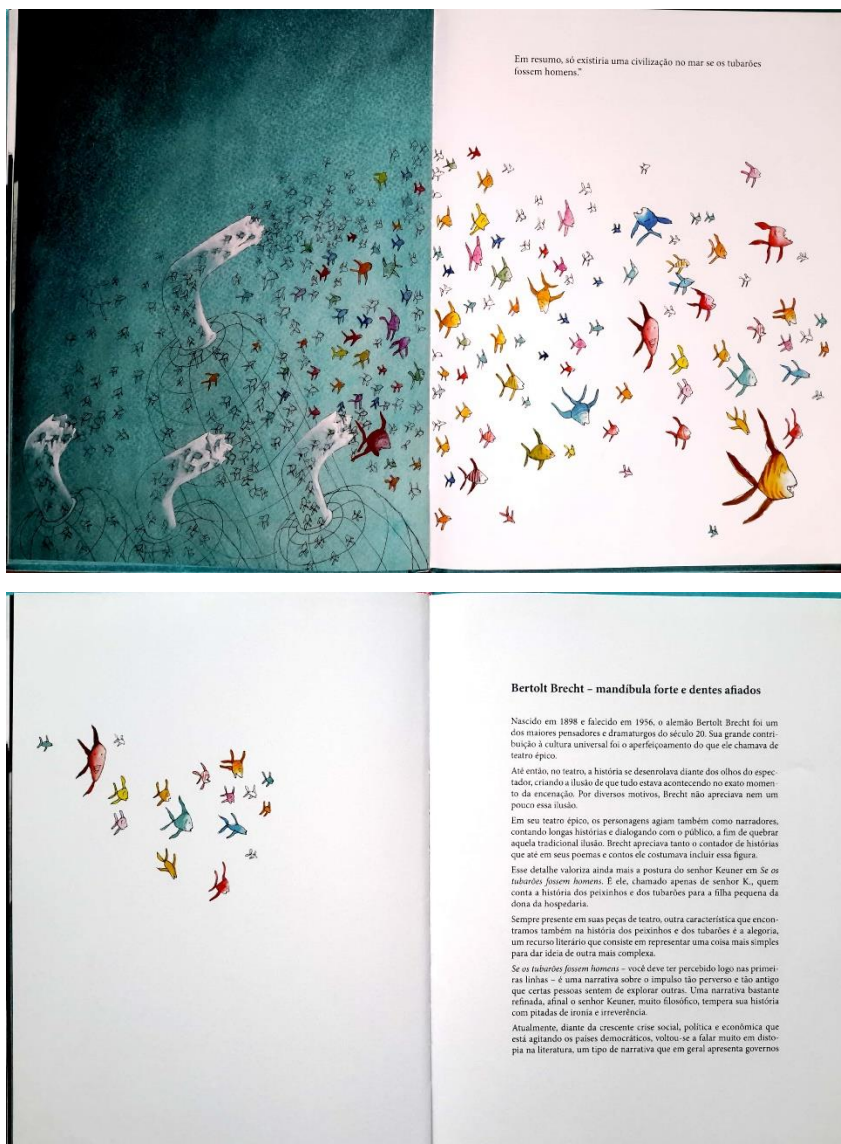 Em resumo, só existiria uma civilização no mar se os tubarões
fossem homens.”
Bertolt Brecht – mandíbula forte e dentes afiados
Nascido em 1898 e falecido em 1956, o alemão Bertolt Brecht foi um
dos maiores pensadores e dramaturgos do século 20. Sua grande contri-
buição à cultura universal foi o aperfeiçoamento do que ele chamava de
teatro épico.
Até então, no teatro, a história se desenrolava diante dos olhos do espec-
tador, criando a ilusão de que tudo estava acontecendo no exato momen-
to da encenação. Por diversos motivos, Brecht não apreciava nem um
pouco essa ilusão.
Em seu teatro épico, os personagens agiam também como narradores,
contando longas histórias e dialogando com o público, a fim de quebrar
aquela tradicional ilusão. Brecht apreciava tanto o contador de histórias
que até em seus poemas e contos ele costumava incluir essa figura.
Esse detalhe valoriza ainda mais a postura do senhor Keuner em Se os
tubarões fossem homens. É ele, chamado apenas de senhor K., quem
conta a história dos peixinhos e dos tubarões para a filha pequena da
dona da hospedaria.
Sempre presente em suas peças de teatro, outra característica que encon-
tramos também na história dos peixinhos e dos tubarões é a alegoria,
um recurso literário que consiste em representar uma coisa mais simples
para dar ideia de outra mais complexa.
Se os tubarões fossem homens – você deve ter percebido logo nas primei-
ras linhas – é uma narrativa sobre o impulso tão perverso e tão antigo
que certas pessoas sentem de explorar outras. Uma narrativa bastante
refinada, afinal o senhor Keuner, muito filosófico, tempera sua história
com pitadas de ironia e irreverência.
Atualmente, diante da crescente crise social, política e econômica que
está agitando os países democráticos, voltou-se a falar muito em disto-
pia na literatura, um tipo de narrativa que em geral apresenta governos